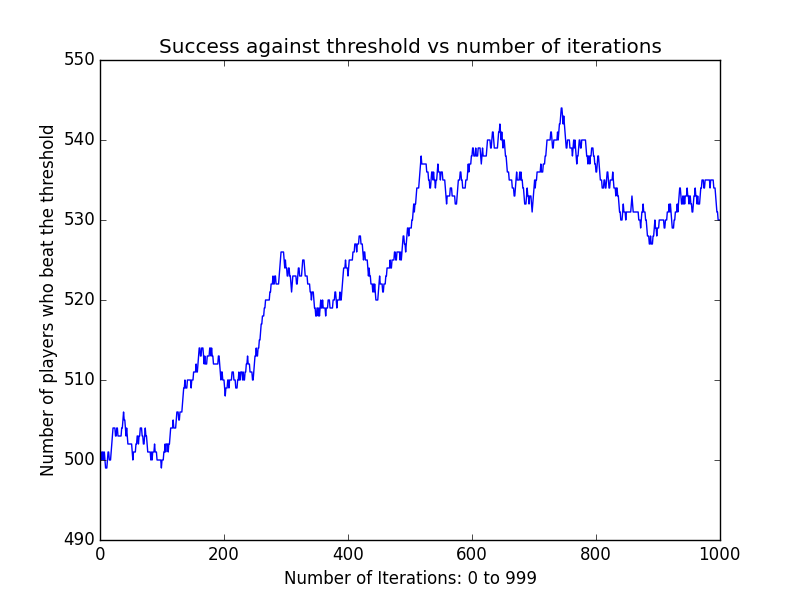 Success against threshold vs number of iterations
550
540
530
520
510
500
490
Number of players who beat the threshold
0 200 400 600 800 1000
Number of Iterations: 0 to 999